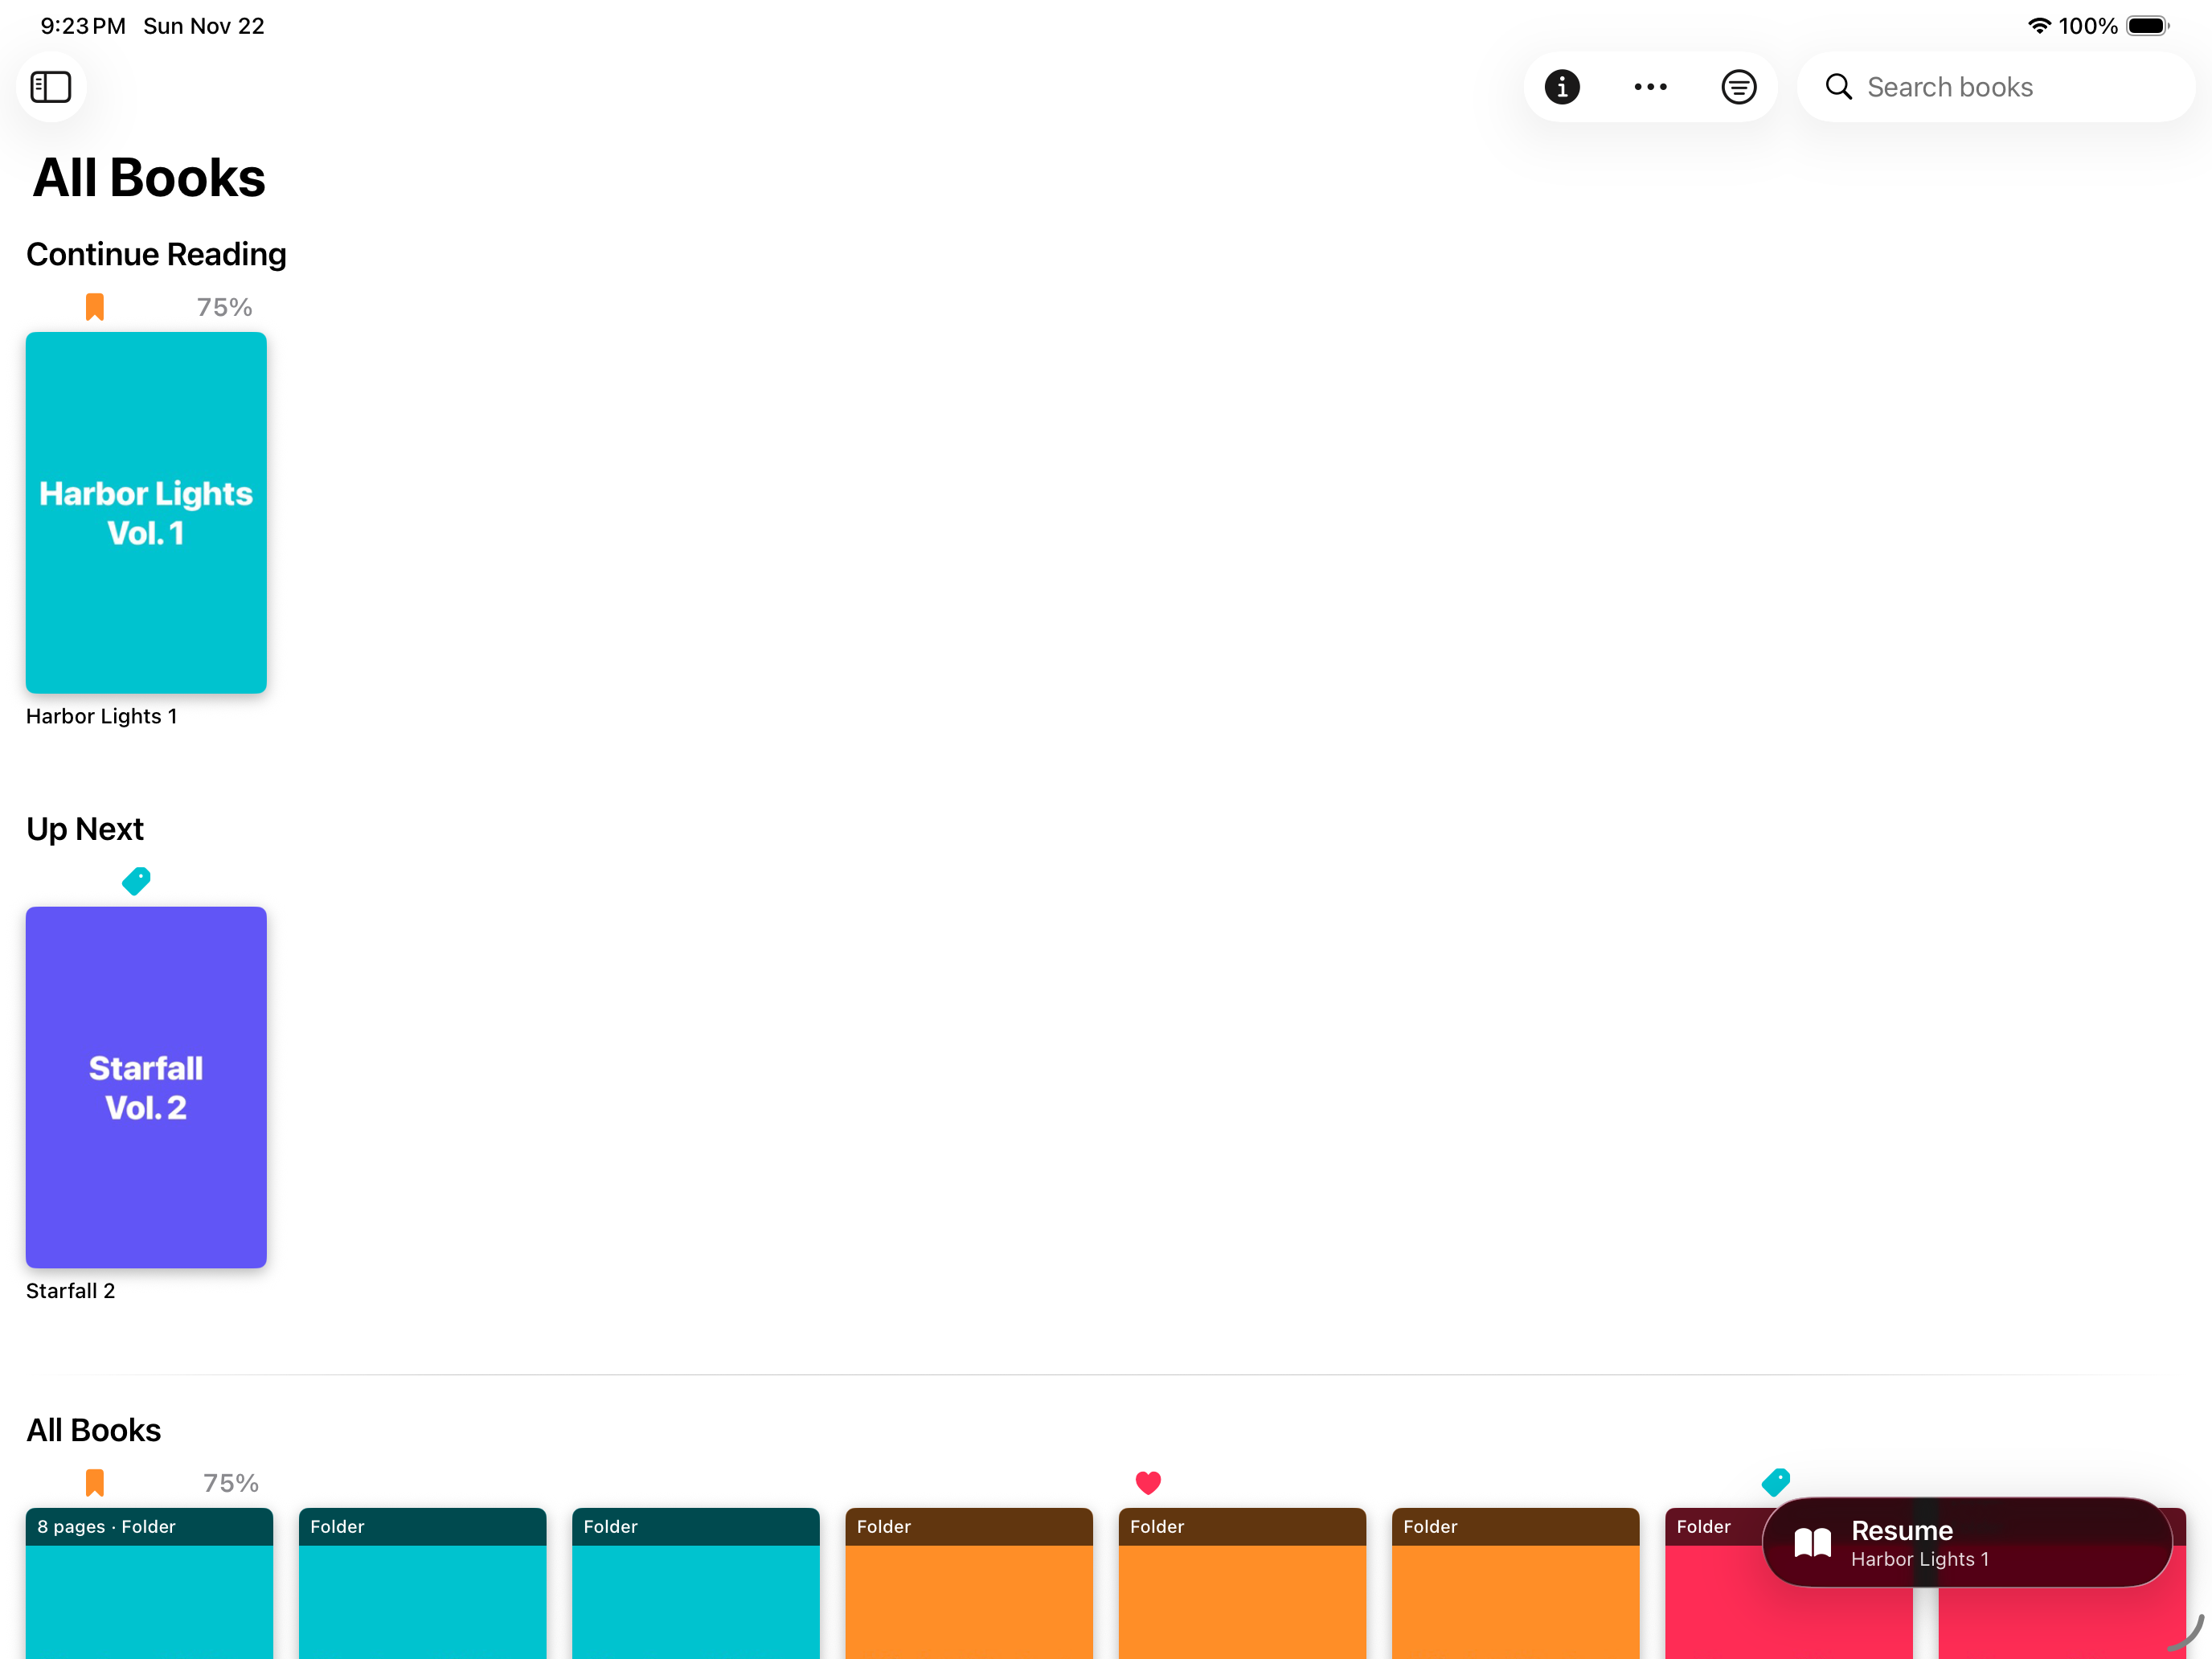 9:23 PM Sun Nov 22
100%
Search books
All Books
Continue Reading
75%
Harbor Lights
Vol. 1
Harbor Lights 1
Up Next
Starfall
Vol. 2
Starfall 2
All Books
75%
8 pages · Folder
Folder
Folder
Folder
Folder
Folder
Folder
Resume
Harbor Lights 1